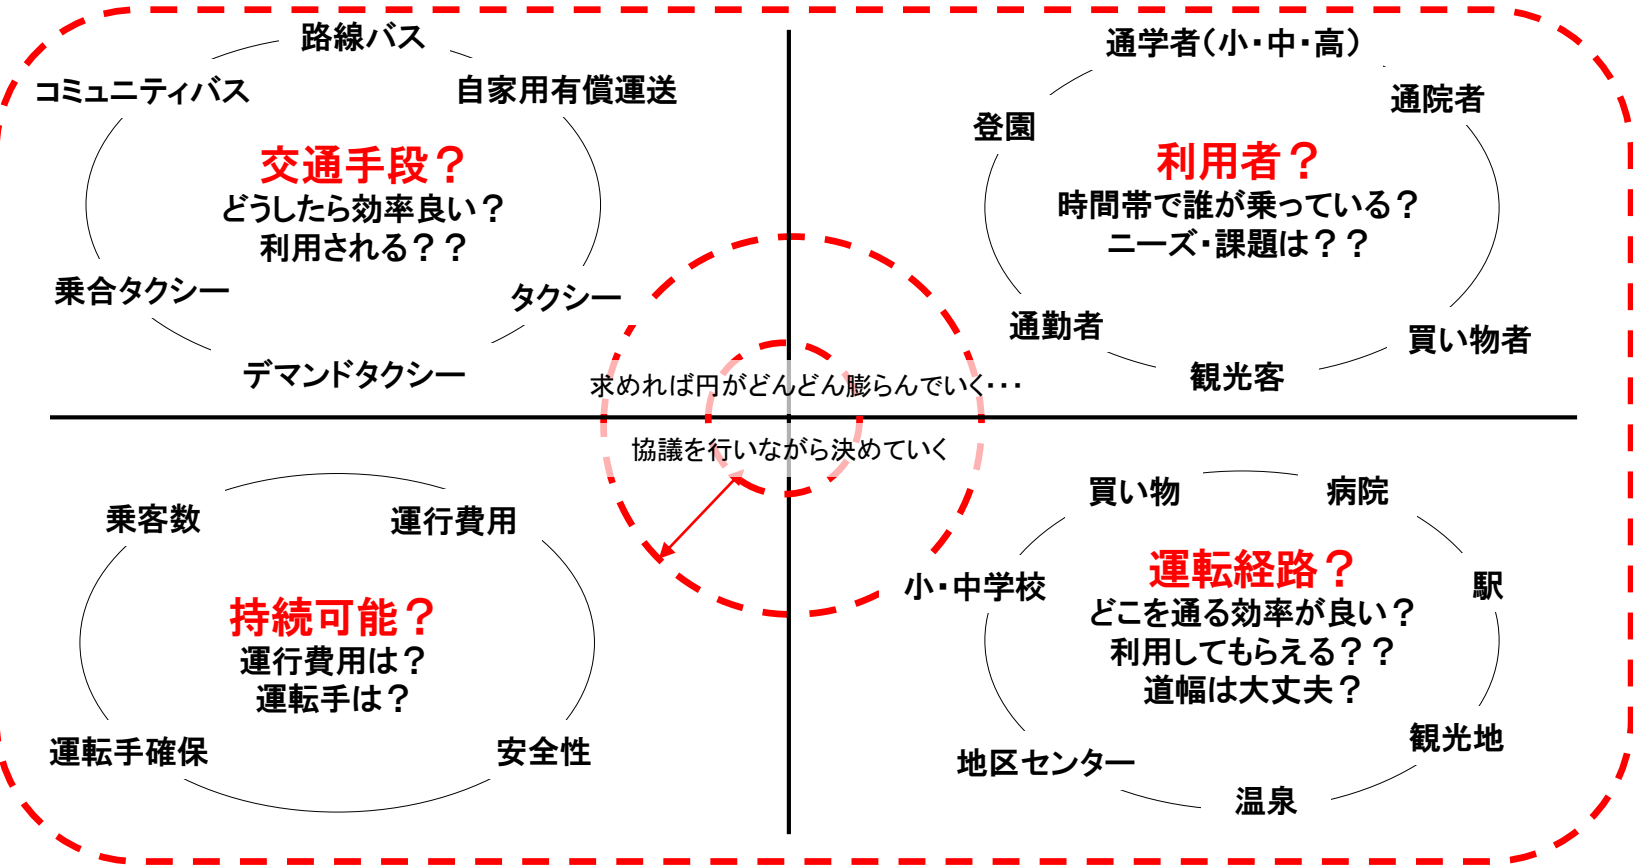 路線バス
コミュニティバス
自家用有償運送
交通手段？
どうしたら効率良い？
利用される？？
乗合タクシー
タクシー
デマンドタクシー
通学者（小・中・高）
通院者
登園
利用者？
時間帯で誰が乗っている？
ニーズ・課題は？？
通勤者
買い物者
観光客
求めれば円がどんどん膨らんでいく・・・
協議を行いながら決めていく
乗客数
運行費用
持続可能？
運行費用は？
運転手は？
運転手確保
安全性
買い物
病院
小・中学校
駅
運転経路？
どこを通る効率が良い？
利用してもらえる？？
道幅は大丈夫？
地区センター
観光地
温泉